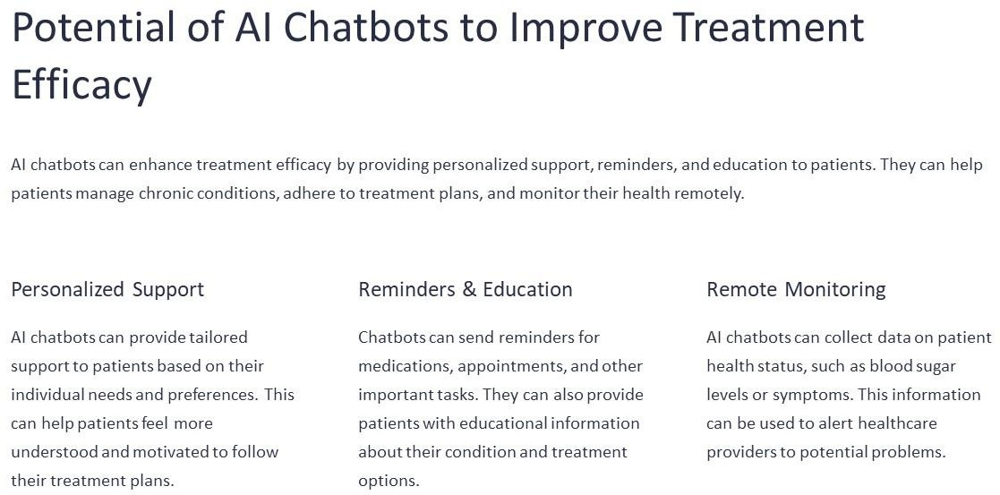 Potential of AI Chatbots to Improve Treatment
Efficacy
AI chatbots can enhance treatment efficacy by providing personalized support, reminders, and education to patients. They can help
patients manage chronic conditions, adhere to treatment plans, and monitor their health remotely.
Personalized Support
AI chatbots can provide tailored
support to patients based on their
individual needs and preferences. This
can help patients feel more
understood and motivated to follow
their treatment plans.
Reminders & Education
Chatbots can send reminders for
medications, appointments, and other
important tasks. They can also provide
patients with educational information
about their condition and treatment
options.
Remote Monitoring
AI chatbots can collect data on patient
health status, such as blood sugar
levels or symptoms. This information
can be used to alert healthcare
providers to potential problems.